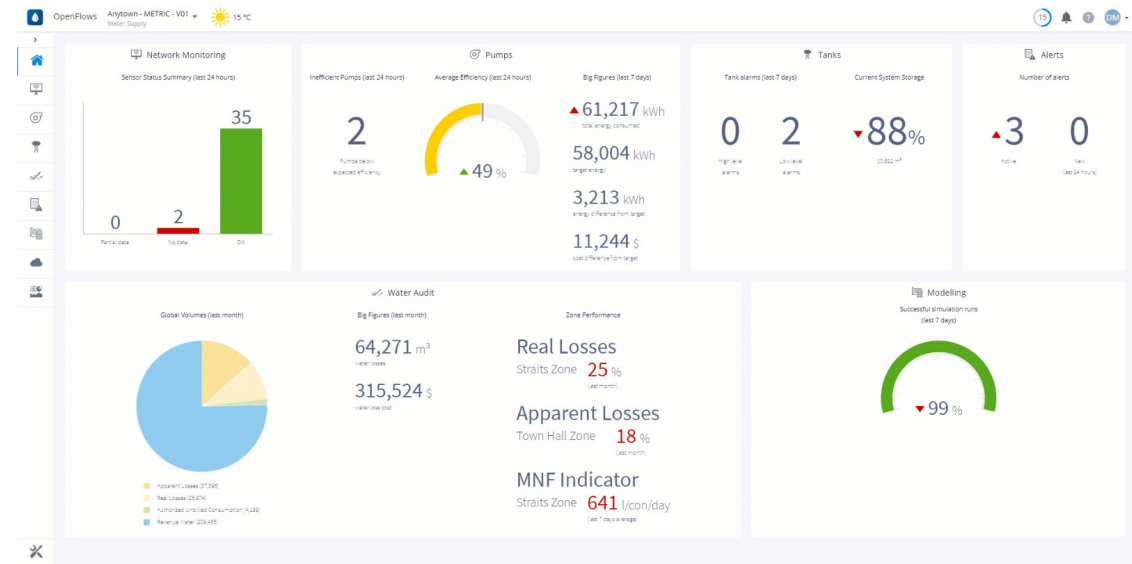 OpenFlows
Anytown - METRIC - V01
Water Supply
15 °C
15
DM
Network Monitoring
Sensor Status Summary (last 24 hours)
35
0
2
Partial data
No data
OK
Pumps
Inefficient Pumps (last 24 hours)
2
Pumps below
expected efficiency
Average Efficiency (last 24 hours)
49 %
Big Figures (last 7 days)
61,217 kWh
total energy consumed
58,004 kWh
target energy
3,213 kWh
energy difference from target
11,244 $
cost difference from target
Tanks
Tank alarms (last 7 days)
0
High level
alarms
2
Low level
alarms
Current System Storage
88%
10,822 m³
Alerts
Number of alerts
3
Active
0
New
(last 24 hours)
Water Audit
Global Volumes (last month)
Apparent Losses
Real Losses
Authorized Unbilled Consumption
Revenue Water
Big Figures (last month)
64,271 m³
water losses
315,524 $
water loss cost
Zone Performance
Real Losses
Straits Zone 25 %
(last month)
Apparent Losses
Town Hall Zone 18 %
(last month)
MNF Indicator
Straits Zone 641 l/con/day
(last 7 days average)
Modelling
Successful simulation runs
(last 7 days)
99 %